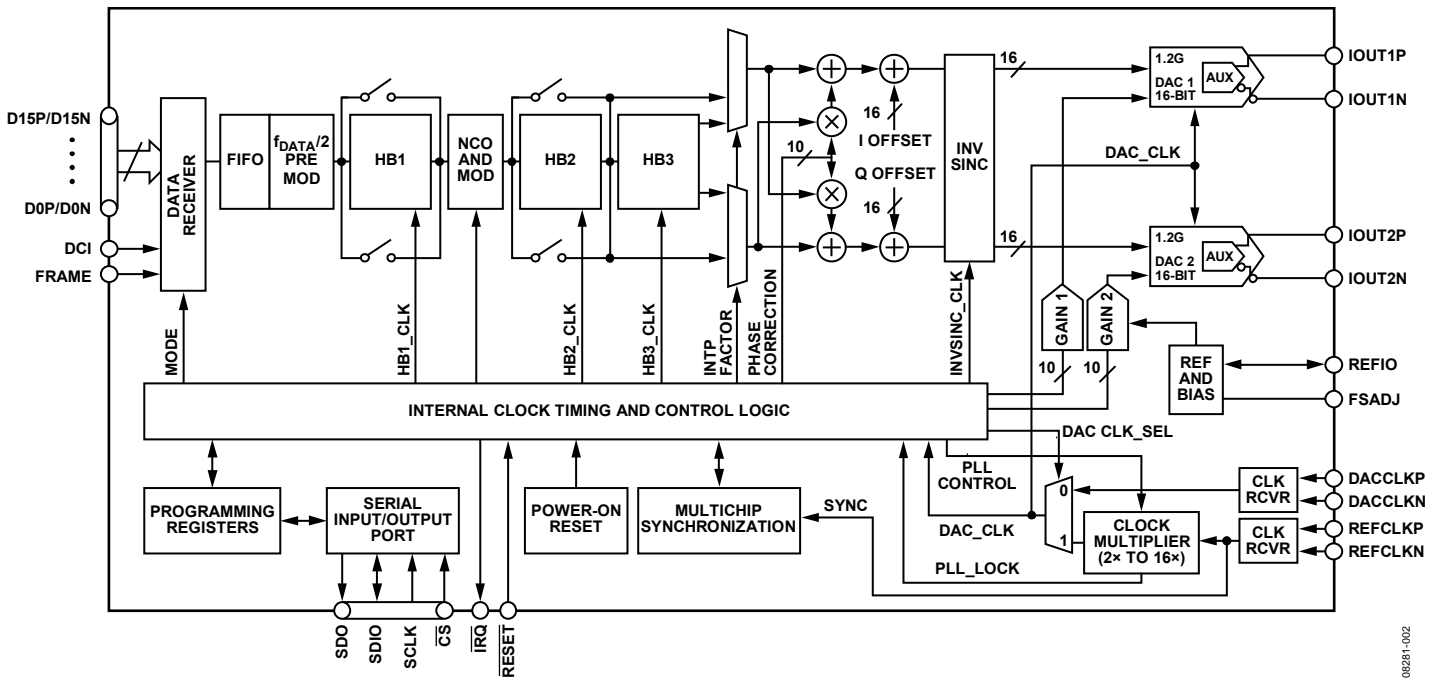 D15P/D15N
D0P/D0N
DCI
FRAME
DATA
RECEIVER
FIFO
fDATA/2
PRE
MOD
HB1
NCO
AND
MOD
HB2
HB3
10
16
I OFFSET
Q OFFSET
16
INV
SINC
16
16
1.2G
DAC 1
16-BIT
AUX
DAC_CLK
1.2G
DAC 2
16-BIT
AUX
IOUT1P
IOUT1N
IOUT2P
IOUT2N
MODE
HB1_CLK
HB2_CLK
HB3_CLK
INTP
FACTOR
PHASE
CORRECTION
INVSINC_CLK
GAIN 1
GAIN 2
10
10
REF
AND
BIAS
REFIO
FSADJ
INTERNAL CLOCK TIMING AND CONTROL LOGIC
DAC CLK_SEL
PLL
CONTROL
DAC_CLK
PLL_LOCK
0
1
CLOCK
MULTIPLIER
(2× TO 16×)
CLK
RCVR
CLK
RCVR
DACCLKP
DACCLKN
REFCLKP
REFCLKN
PROGRAMMING
REGISTERS
SERIAL
INPUT/OUTPUT
PORT
POWER-ON
RESET
MULTICHIP
SYNCHRONIZATION
SYNC
SDO
SDIO
SCLK
CS
IRQ
RESET
08281-002